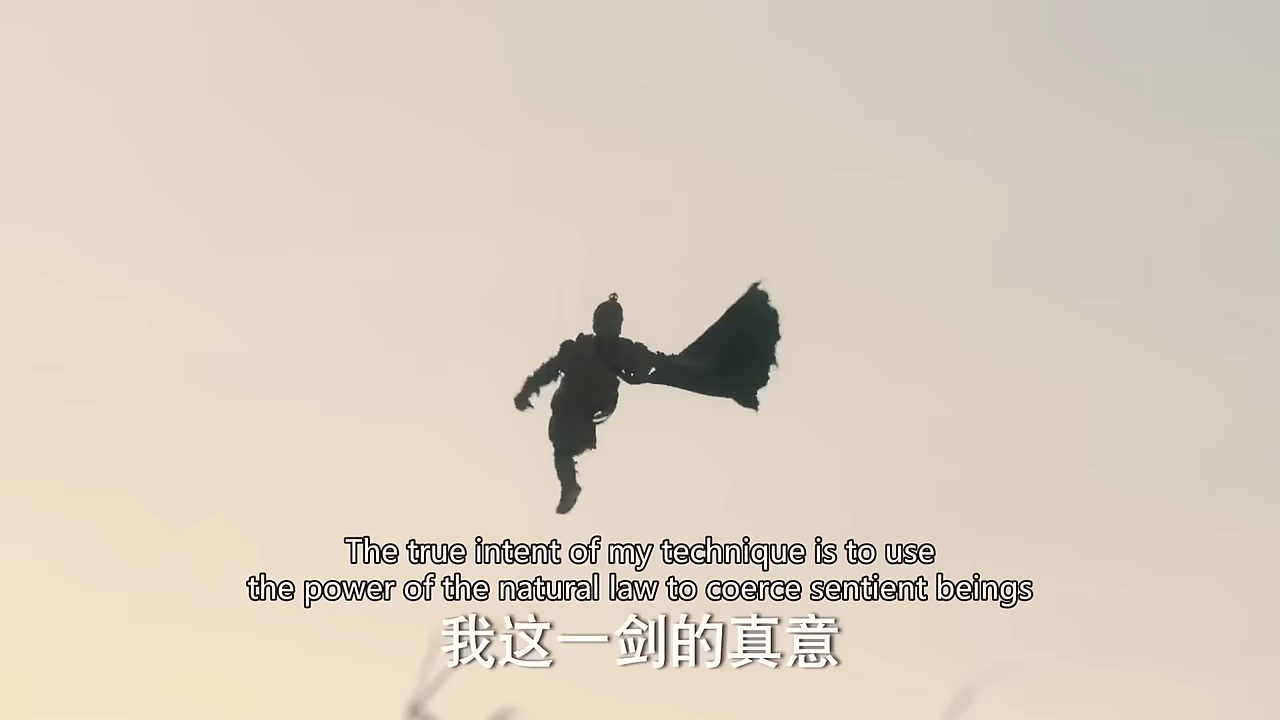 The true intent of my technique is to use
the power of the natural law to coerce sentient beings
我这一剑的真意